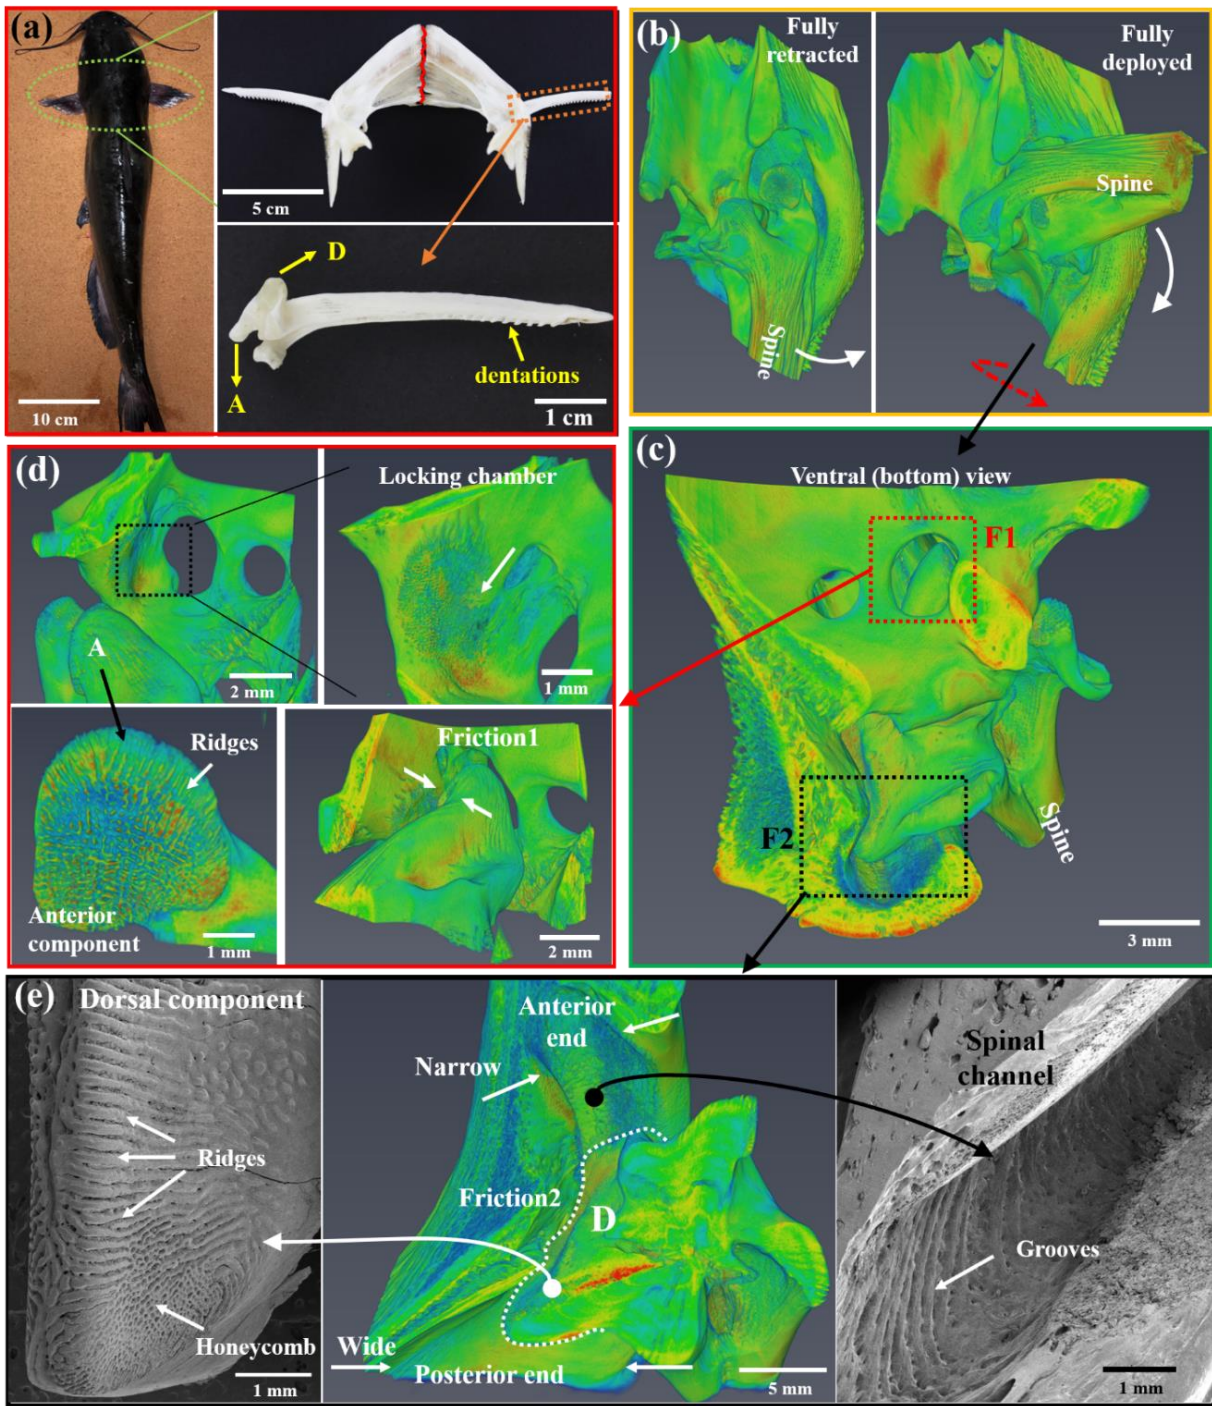 (a)
5 cm
10 cm
D
A
dentations
1 cm
(b)
Fully
retracted
Fully
deployed
Spine
Spine
(c)
Ventral (bottom) view
F1
F2
Spine
3 mm
(d)
Locking chamber
A
2 mm
1 mm
Ridges
Anterior
component
1 mm
Friction1
2 mm
(e)
Dorsal component
Ridges
Honeycomb
1 mm
Anterior
end
Narrow
Friction2
D
Wide
Posterior end
5 mm
Spinal
channel
Grooves
1 mm